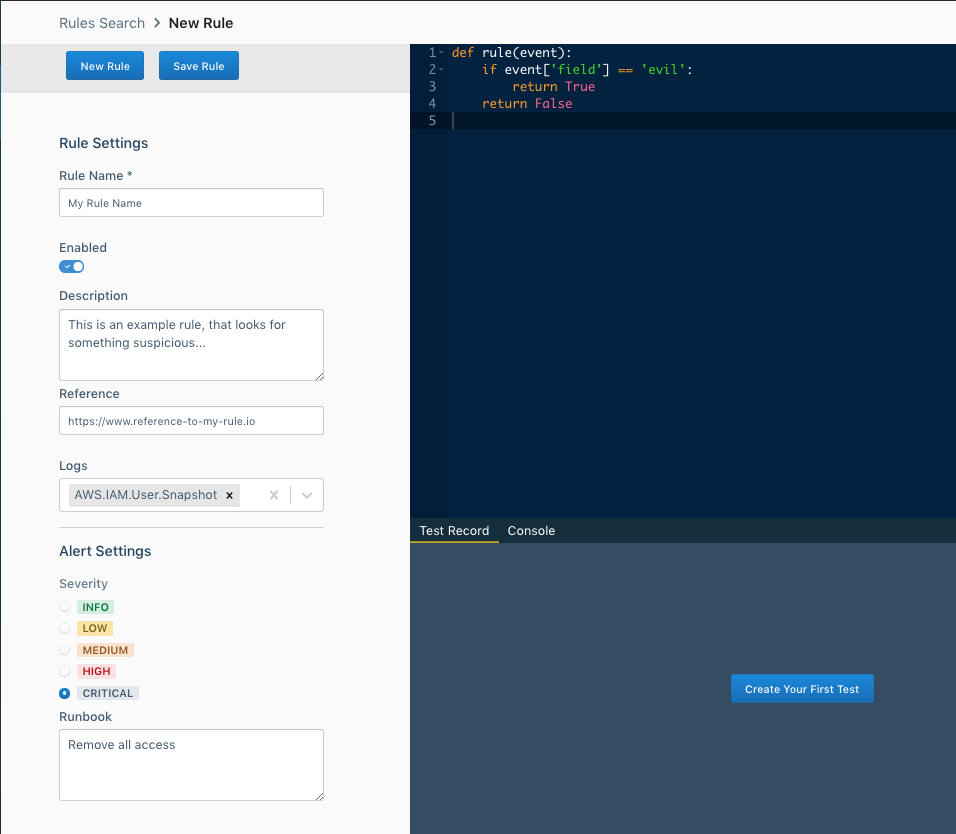 Rules Search > New Rule
New Rule
Save Rule
Rule Settings
Rule Name *
My Rule Name
Enabled
Description
This is an example rule, that looks for
something suspicious...
Reference
https://www.reference-to-my-rule.io
Logs
AWS.IAM.User.Snapshot x
Alert Settings
Severity
INFO
LOW
MEDIUM
HIGH
CRITICAL
Runbook
Remove all access
1 def rule(event):
2     if event['field'] == 'evil':
3         return True
4     return False
5
Test Record Console
Create Your First Test